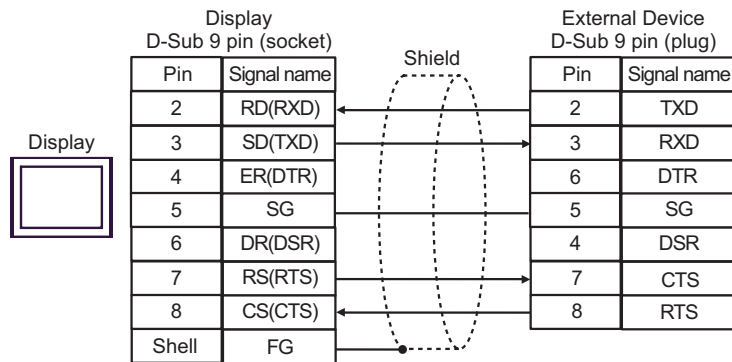 Display
D-Sub 9 pin (socket)
External Device
D-Sub 9 pin (plug)
Shield
Display
Pin Signal name
2 RD(RXD)
3 SD(TXD)
4 ER(DTR)
5 SG
6 DR(DSR)
7 RS(RTS)
8 CS(CTS)
Shell FG
Pin Signal name
2 TXD
3 RXD
6 DTR
5 SG
4 DSR
7 CTS
8 RTS